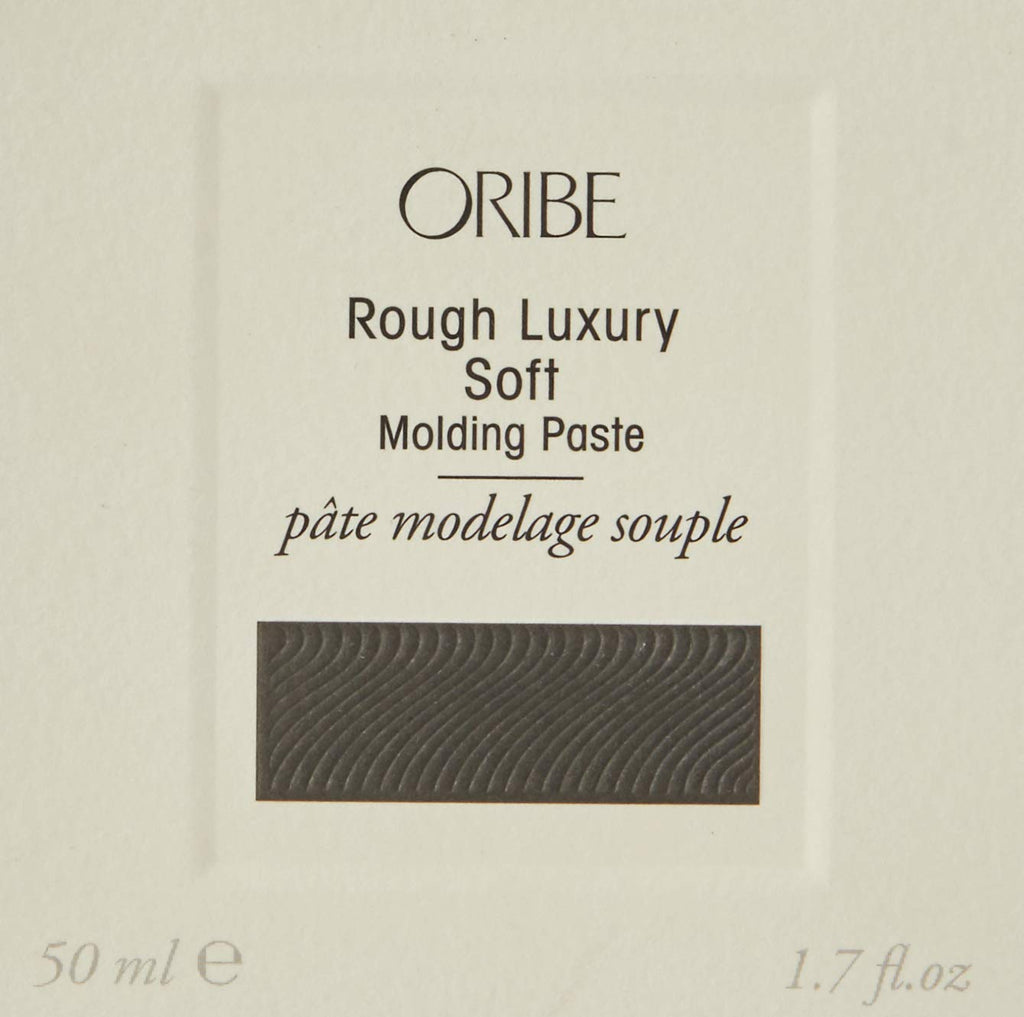 ORIBE
Rough Luxury
Soft
Molding Paste
pâte modelage souple
50 ml ℮
1.7 fl.oz